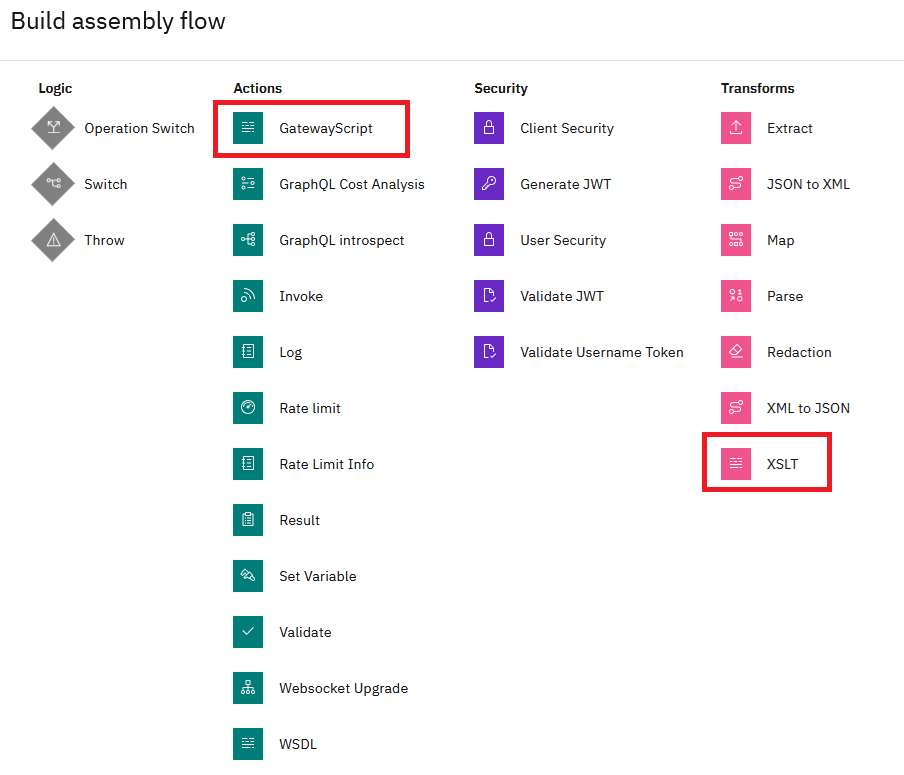 Build assembly flow
Logic
Operation Switch
Switch
Throw
Actions
GatewayScript
GraphQL Cost Analysis
GraphQL introspect
Invoke
Log
Rate limit
Rate Limit Info
Result
Set Variable
Validate
Websocket Upgrade
WSDL
Security
Client Security
Generate JWT
User Security
Validate JWT
Validate Username Token
Transforms
Extract
JSON to XML
Map
Parse
Redaction
XML to JSON
XSLT